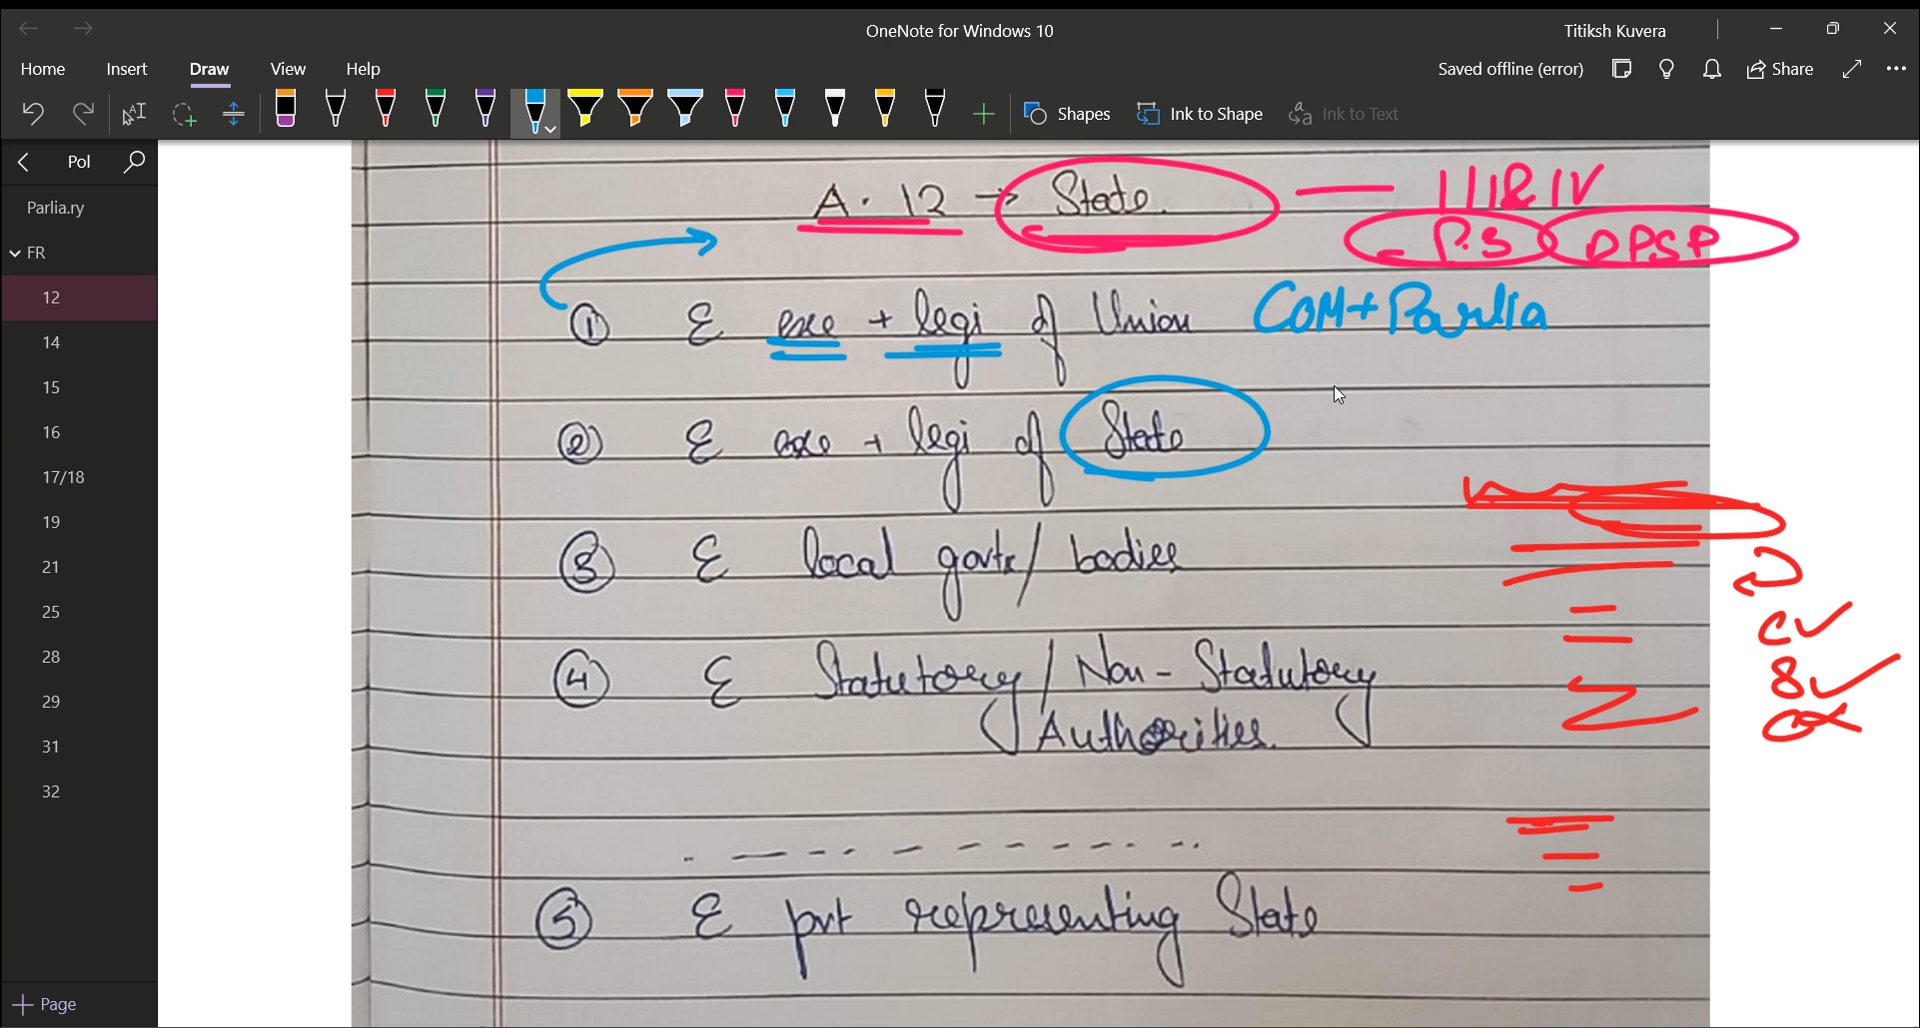 OneNote for Windows 10
Titiksh Kuvera
Home Insert Draw View Help
Saved offline (error) Share
Shapes Ink to Shape Ink to Text
Pol
Parlia.ry
FR
12
14
15
16
17/18
19
21
25
28
29
31
32
Page
A. 12 → State. — III & IV
DPSP
① Ɛ exe + legi of Union COM + Parlia
② Ɛ exe + legi of State
③ Ɛ local govts/ bodies
④ Ɛ Statutory / Non-Statutory
Authorities.
⑤ Ɛ pvt representing State